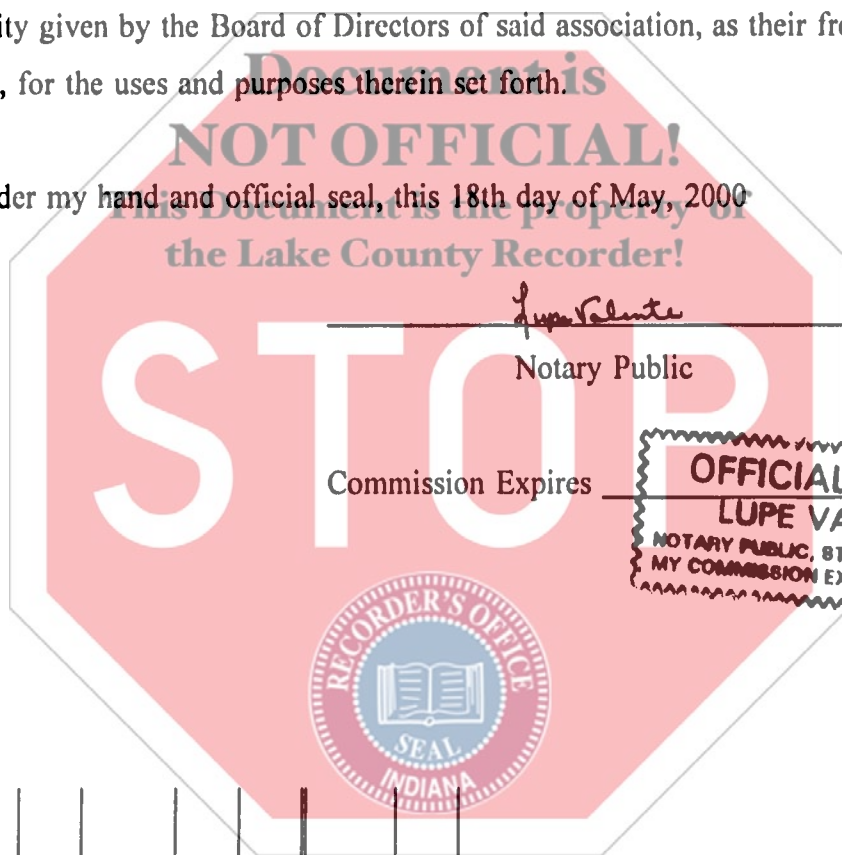 ity given by the Board of Directors of said association, as their fre
Document is
, for the uses and purposes therein set forth.
NOT OFFICIAL!
der my hand and official seal, this 18th day of May, 2000
This Document is the property of
the Lake County Recorder!
Lupe Valente
Notary Public
STOP
Commission Expires
OFFICIAL
LUPE VA
NOTARY PUBLIC, ST
MY COMMISSION EX
RECORDER'S OFFICE
SEAL
INDIANA